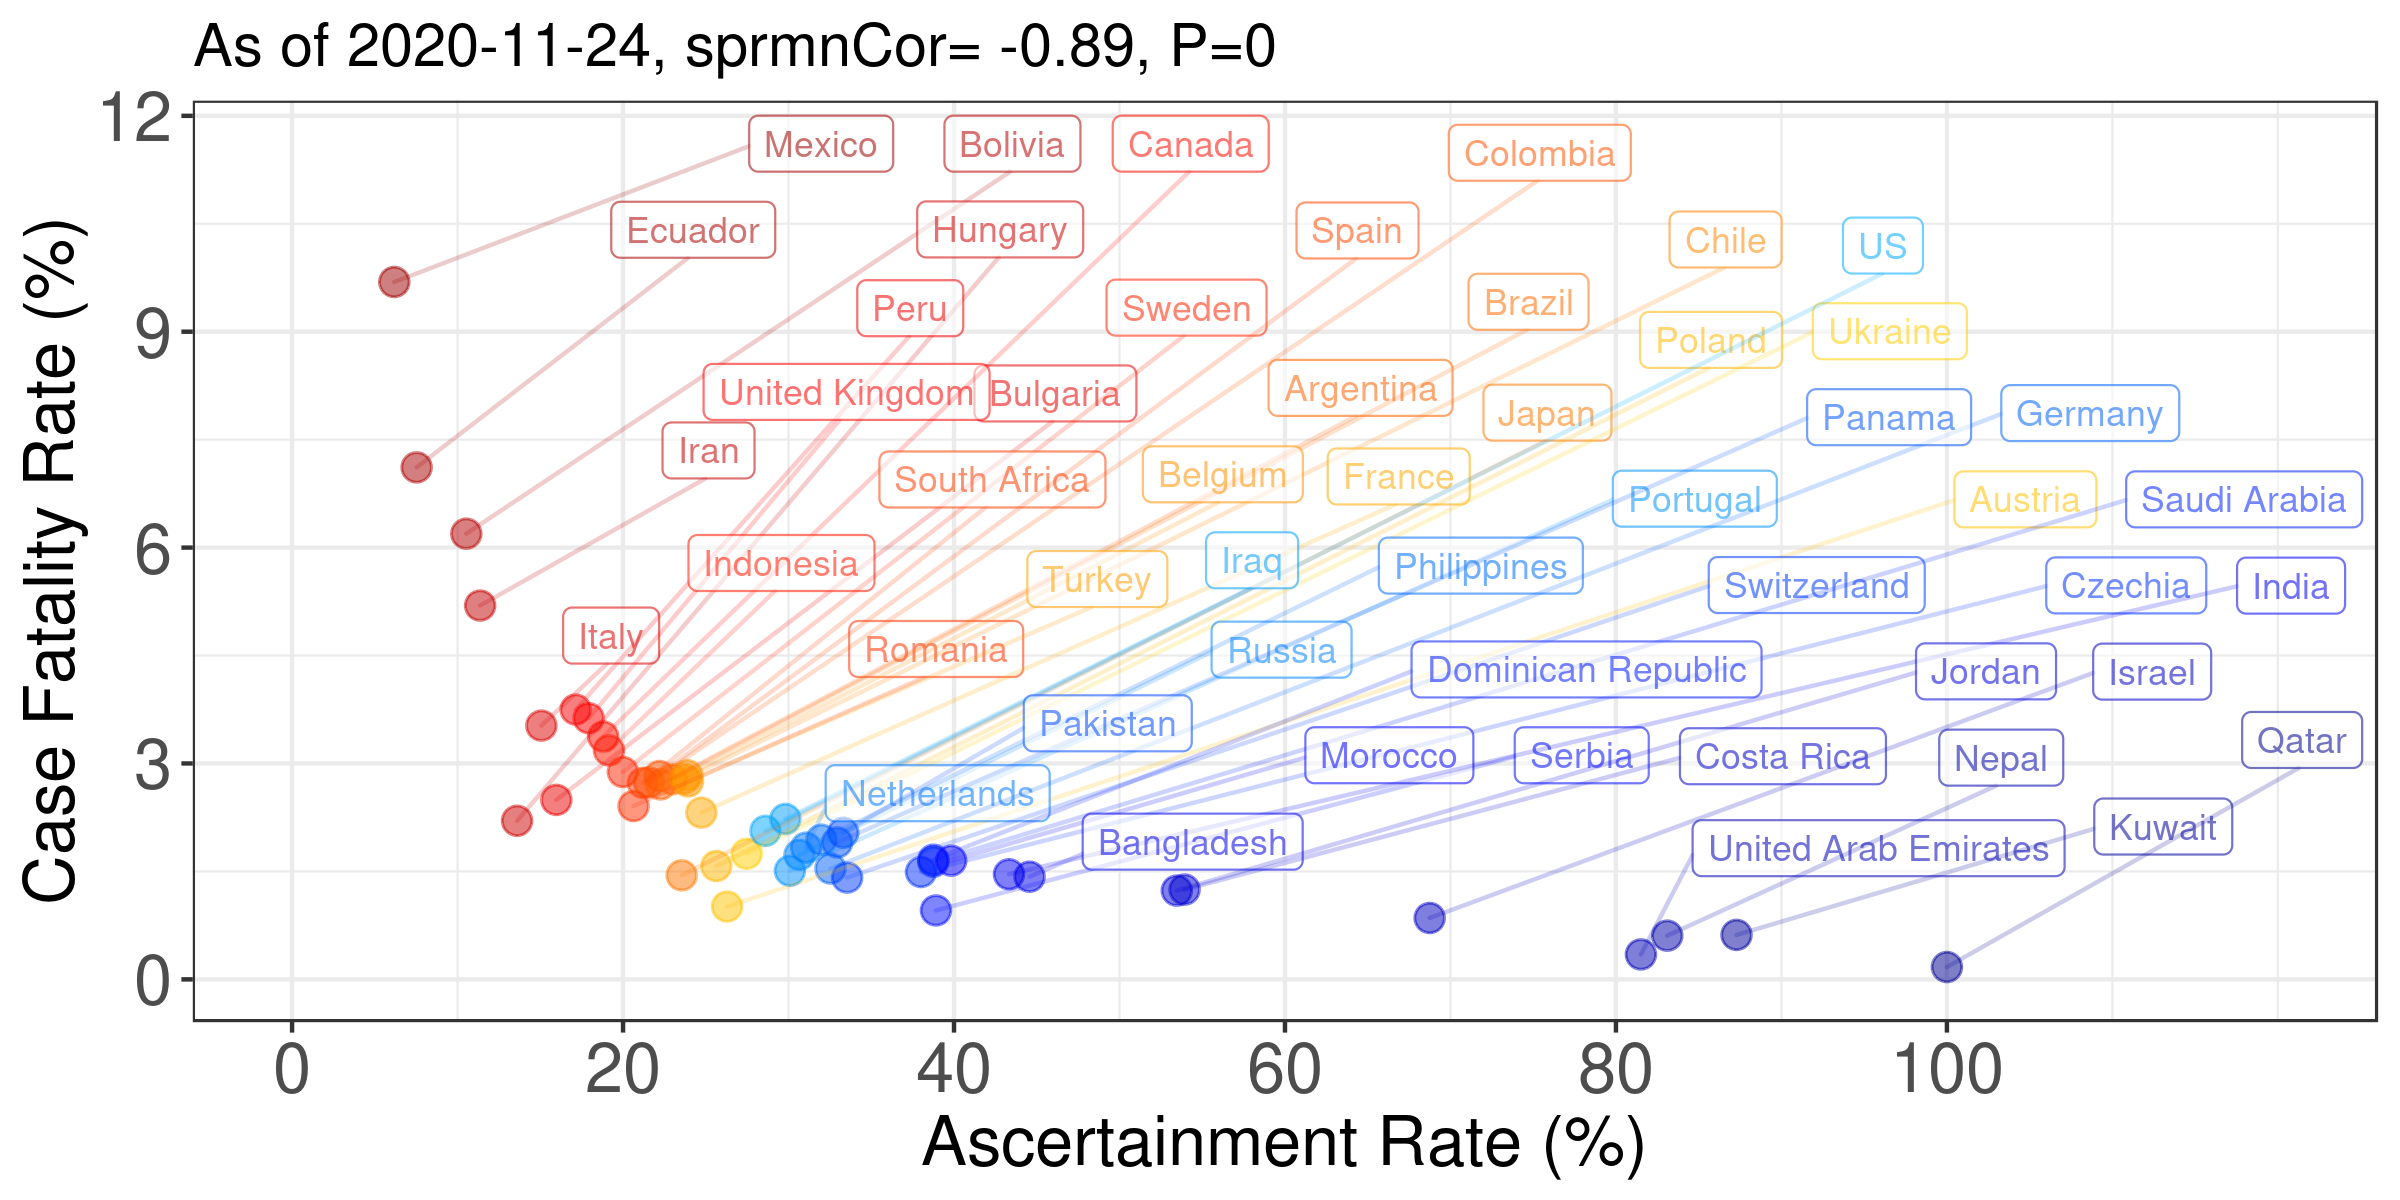 As of 2020-11-24, sprmnCor= -0.89, P=0
Case Fatality Rate (%)
12
9
6
3
0
Mexico
Bolivia
Canada
Colombia
Ecuador
Hungary
Spain
Chile
US
Peru
Sweden
Brazil
Poland
Ukraine
United Kingdom
Bulgaria
Argentina
Japan
Panama
Germany
Iran
South Africa
Belgium
France
Portugal
Austria
Saudi Arabia
Indonesia
Turkey
Iraq
Philippines
Switzerland
Czechia
India
Italy
Romania
Russia
Dominican Republic
Jordan
Israel
Pakistan
Morocco
Serbia
Costa Rica
Nepal
Qatar
Netherlands
Bangladesh
United Arab Emirates
Kuwait
0
20
40
60
80
100
Ascertainment Rate (%)